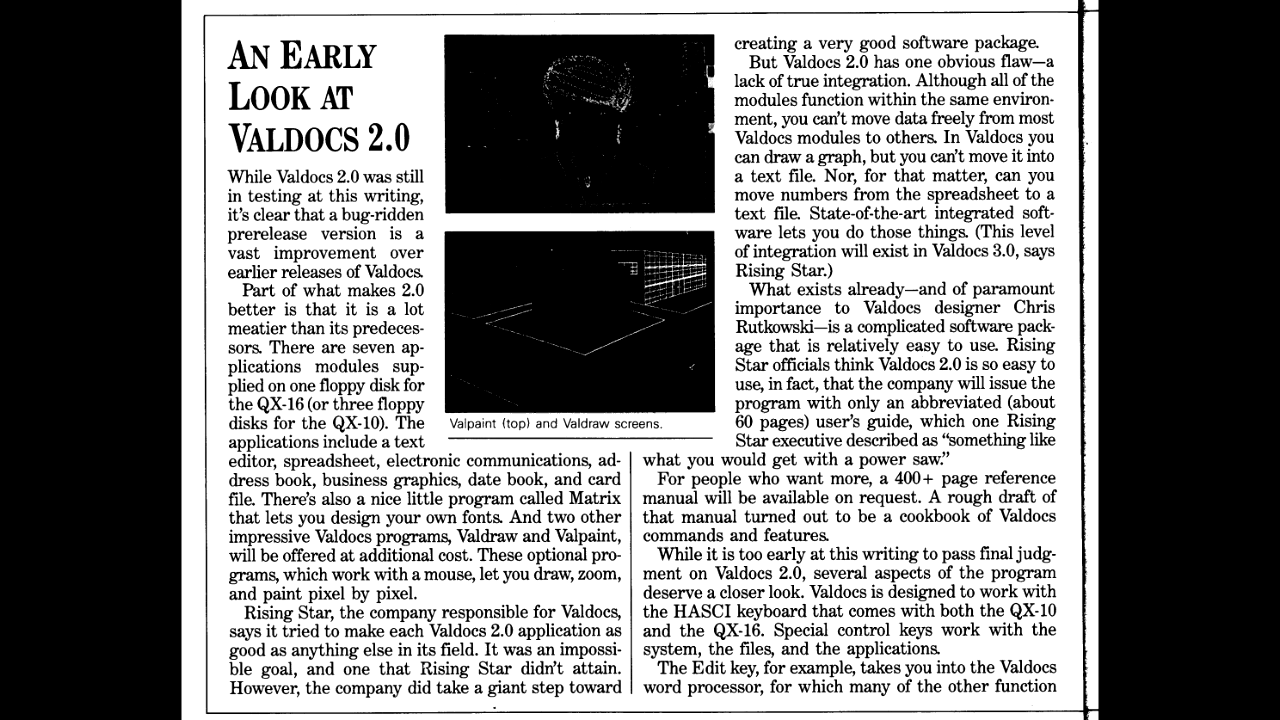 AN EARLY
LOOK AT
VALDOCS 2.0
While Valdocs 2.0 was still
in testing at this writing,
it's clear that a bug-ridden
prerelease version is a
vast improvement over
earlier releases of Valdocs.
Part of what makes 2.0
better is that it is a lot
meatier than its predeces-
sors. There are seven ap-
plications modules sup-
plied on one floppy disk for
the QX-16 (or three floppy
disks for the QX-10). The
applications include a text
editor, spreadsheet, electronic communications, ad-
dress book, business graphics, date book, and card
file. There's also a nice little program called Matrix
that lets you design your own fonts. And two other
impressive Valdocs programs, Valdraw and Valpaint,
will be offered at additional cost. These optional pro-
grams, which work with a mouse, let you draw, zoom,
and paint pixel by pixel.
Rising Star, the company responsible for Valdocs,
says it tried to make each Valdocs 2.0 application as
good as anything else in its field. It was an impossi-
ble goal, and one that Rising Star didn't attain.
However, the company did take a giant step toward
Valpaint (top) and Valdraw screens.
creating a very good software package.
But Valdocs 2.0 has one obvious flaw—a
lack of true integration. Although all of the
modules function within the same environ-
ment, you can't move data freely from most
Valdocs modules to others. In Valdocs you
can draw a graph, but you can't move it into
a text file. Nor, for that matter, can you
move numbers from the spreadsheet to a
text file. State-of-the-art integrated soft-
ware lets you do those things. (This level
of integration will exist in Valdocs 3.0, says
Rising Star.)
What exists already—and of paramount
importance to Valdocs designer Chris
Rutkowski—is a complicated software pack-
age that is relatively easy to use. Rising
Star officials think Valdocs 2.0 is so easy to
use, in fact, that the company will issue the
program with only an abbreviated (about
60 pages) user's guide, which one Rising
Star executive described as "something like
what you would get with a power saw."
For people who want more, a 400+ page reference
manual will be available on request. A rough draft of
that manual turned out to be a cookbook of Valdocs
commands and features.
While it is too early at this writing to pass final judg-
ment on Valdocs 2.0, several aspects of the program
deserve a closer look. Valdocs is designed to work with
the HASCI keyboard that comes with both the QX-10
and the QX-16. Special control keys work with the
system, the files, and the applications.
The Edit key, for example, takes you into the Valdocs
word processor, for which many of the other function